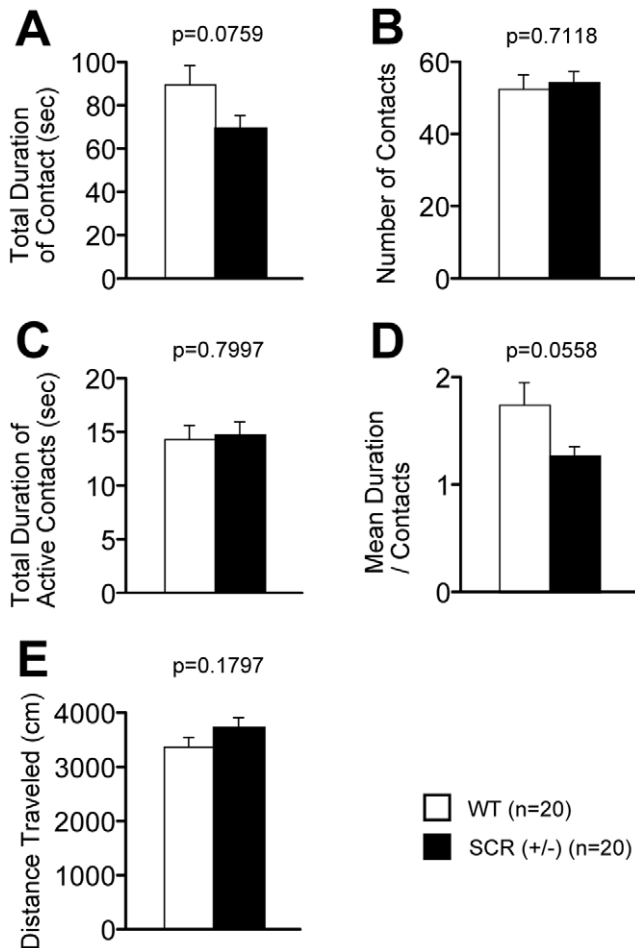 A
p=0.0759
Total Duration
of Contact (sec)
100
80
60
40
20
0
B
p=0.7118
Number of Contacts
60
40
20
0
C
p=0.7997
Total Duration of
Active Contacts (sec)
20
15
10
5
0
D
p=0.0558
Mean Duration
/ Contacts
2
1
0
E
p=0.1797
Distance Traveled (cm)
4000
3000
2000
1000
0
WT (n=20)
SCR (+/-) (n=20)